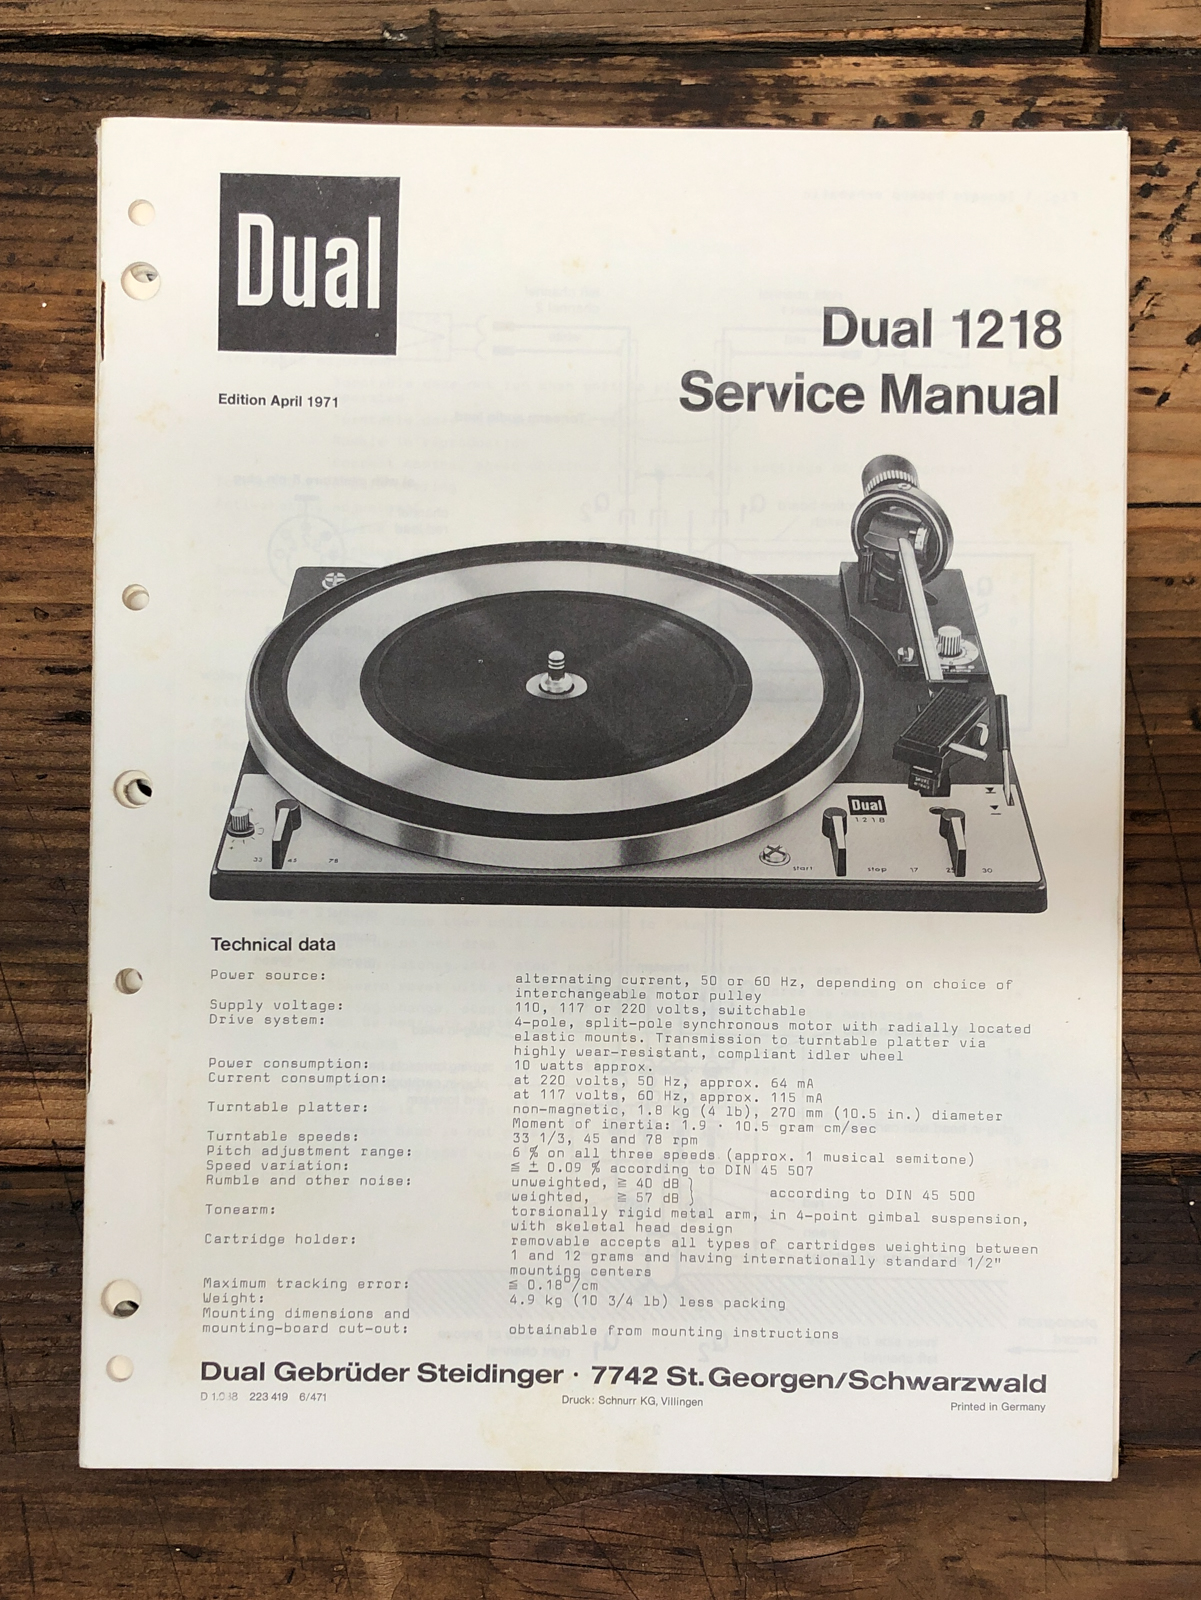 Dual
Dual 1218
Service Manual
Edition April 1971
Dual
1218
33 45 78
start stop 17 25 30
Technical data
Power source: alternating current, 50 or 60 Hz, depending on choice of
interchangeable motor pulley
Supply voltage: 110, 117 or 220 volts, switchable
Drive system: 4-pole, split-pole synchronous motor with radially located
elastic mounts. Transmission to turntable platter via
highly wear-resistant, compliant idler wheel
Power consumption: 10 watts approx.
Current consumption: at 220 volts, 50 Hz, approx. 64 mA
at 117 volts, 60 Hz, approx. 115 mA
Turntable platter: non-magnetic, 1.8 kg (4 lb), 270 mm (10.5 in.) diameter
Moment of inertia: 1.9 · 10.5 gram cm/sec
Turntable speeds: 33 1/3, 45 and 78 rpm
Pitch adjustment range: 6 % on all three speeds (approx. 1 musical semitone)
Speed variation: ≦ ± 0.09 % according to DIN 45 507
Rumble and other noise: unweighted, ≧ 40 dB
weighted, ≧ 57 dB } according to DIN 45 500
Tonearm: torsionally rigid metal arm, in 4-point gimbal suspension,
with skeletal head design
Cartridge holder: removable accepts all types of cartridges weighting between
1 and 12 grams and having internationally standard 1/2"
mounting centers
Maximum tracking error: ≦ 0.18°/cm
Weight: 4.9 kg (10 3/4 lb) less packing
Mounting dimensions and
mounting-board cut-out: obtainable from mounting instructions
Dual Gebrüder Steidinger · 7742 St. Georgen/Schwarzwald
223 419 6/471 Druck: Schnurr KG, Villingen Printed in Germany